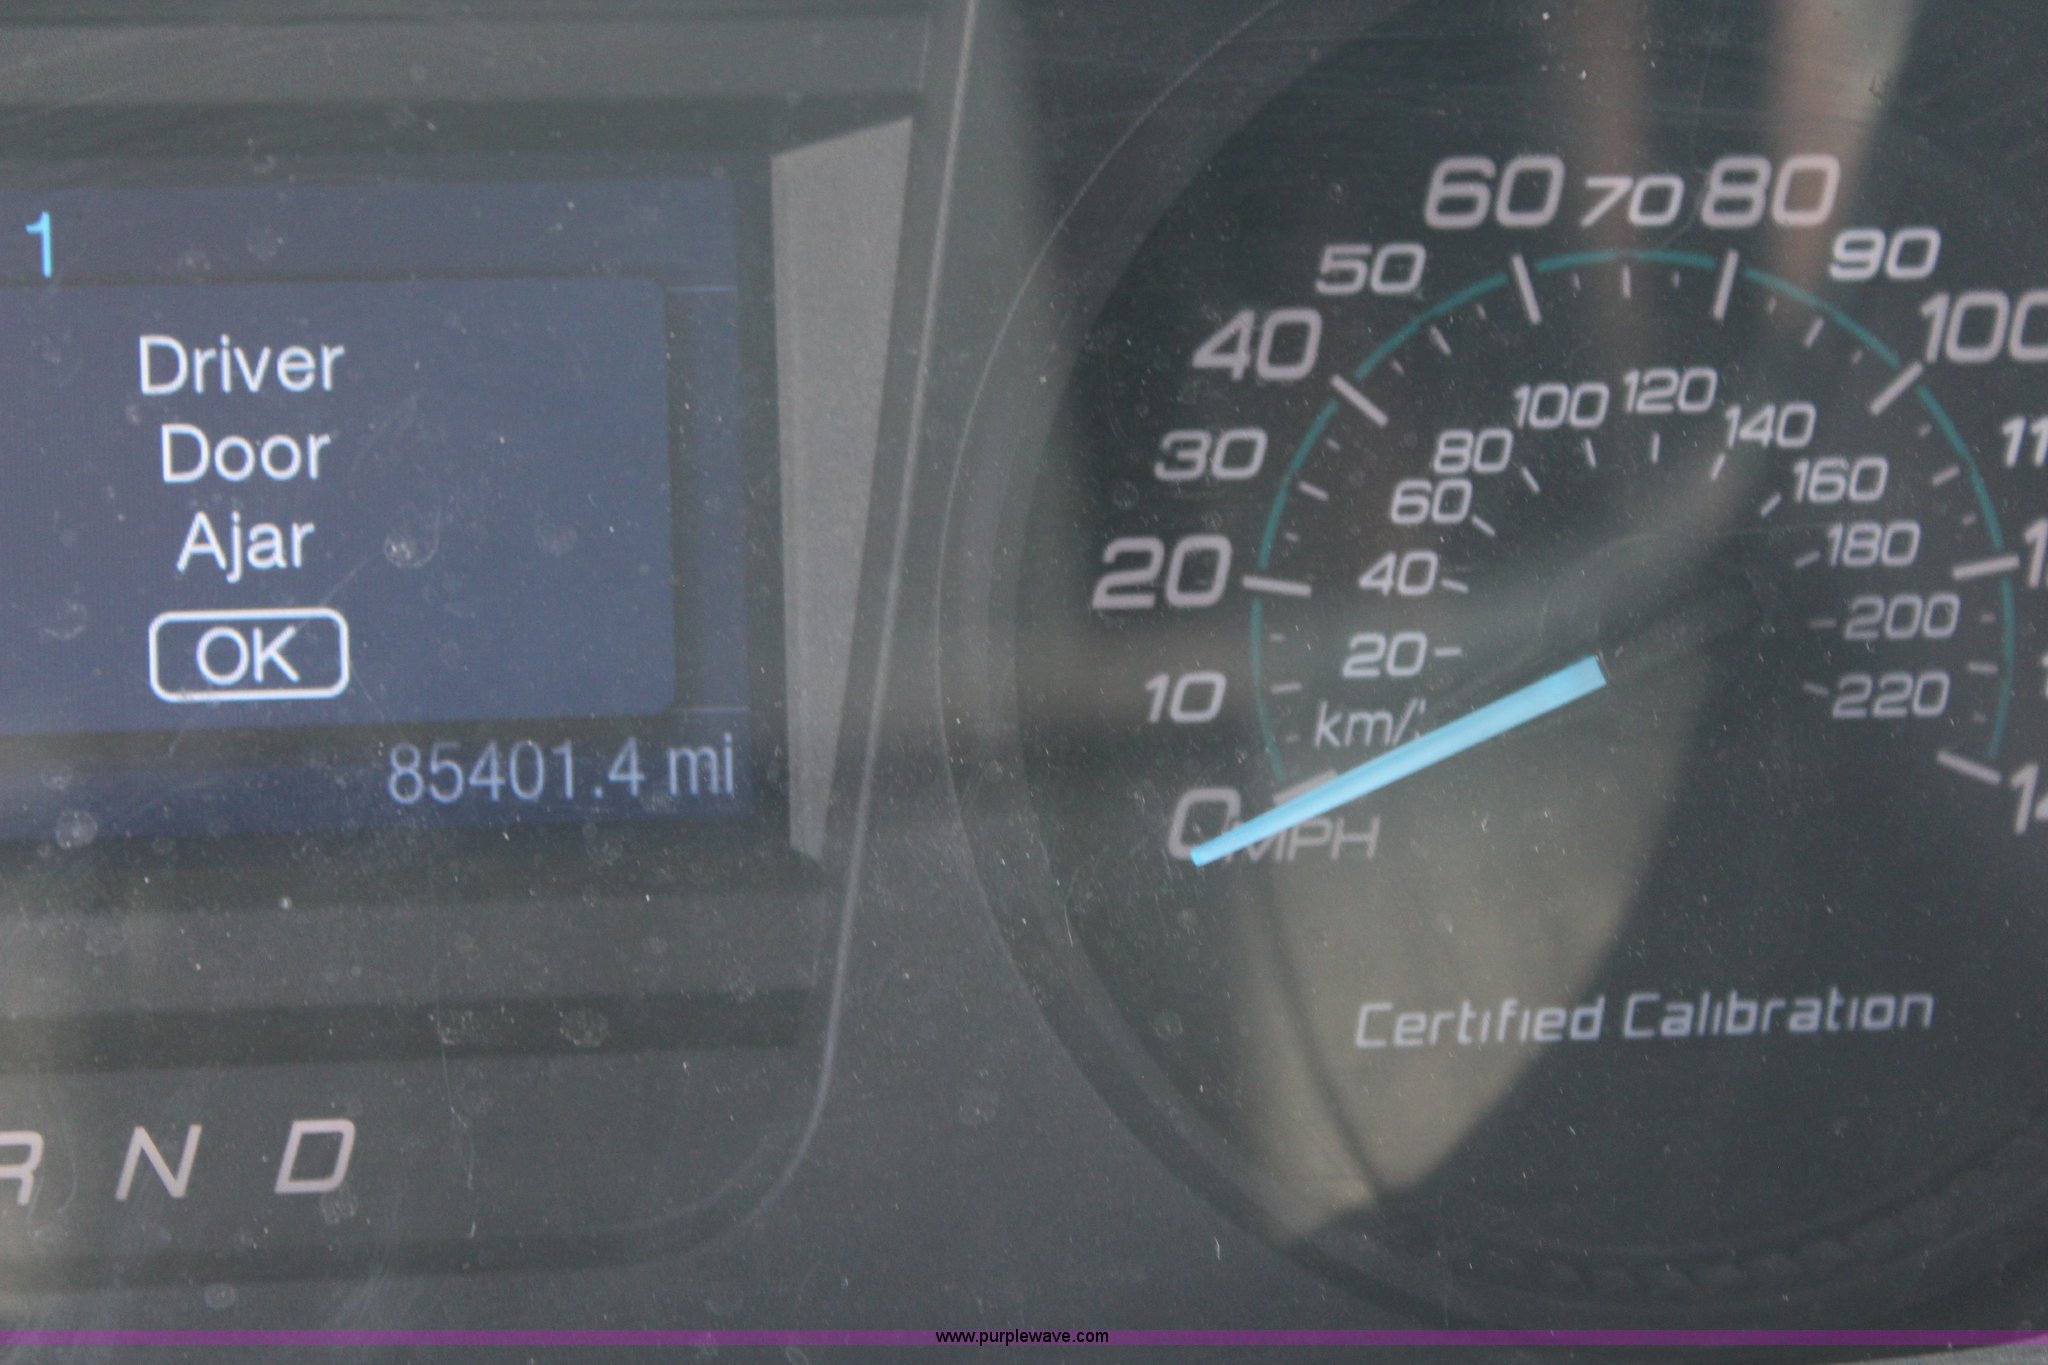 1
Driver
Door
Ajar
OK
85401.4 mi
R N D
0 10 20 30 40 50 60 70 80 90 100
MPH
20 40 60 80 100 120 140 160 180 200 220
km/
Certified Calibration
www.purplewave.com